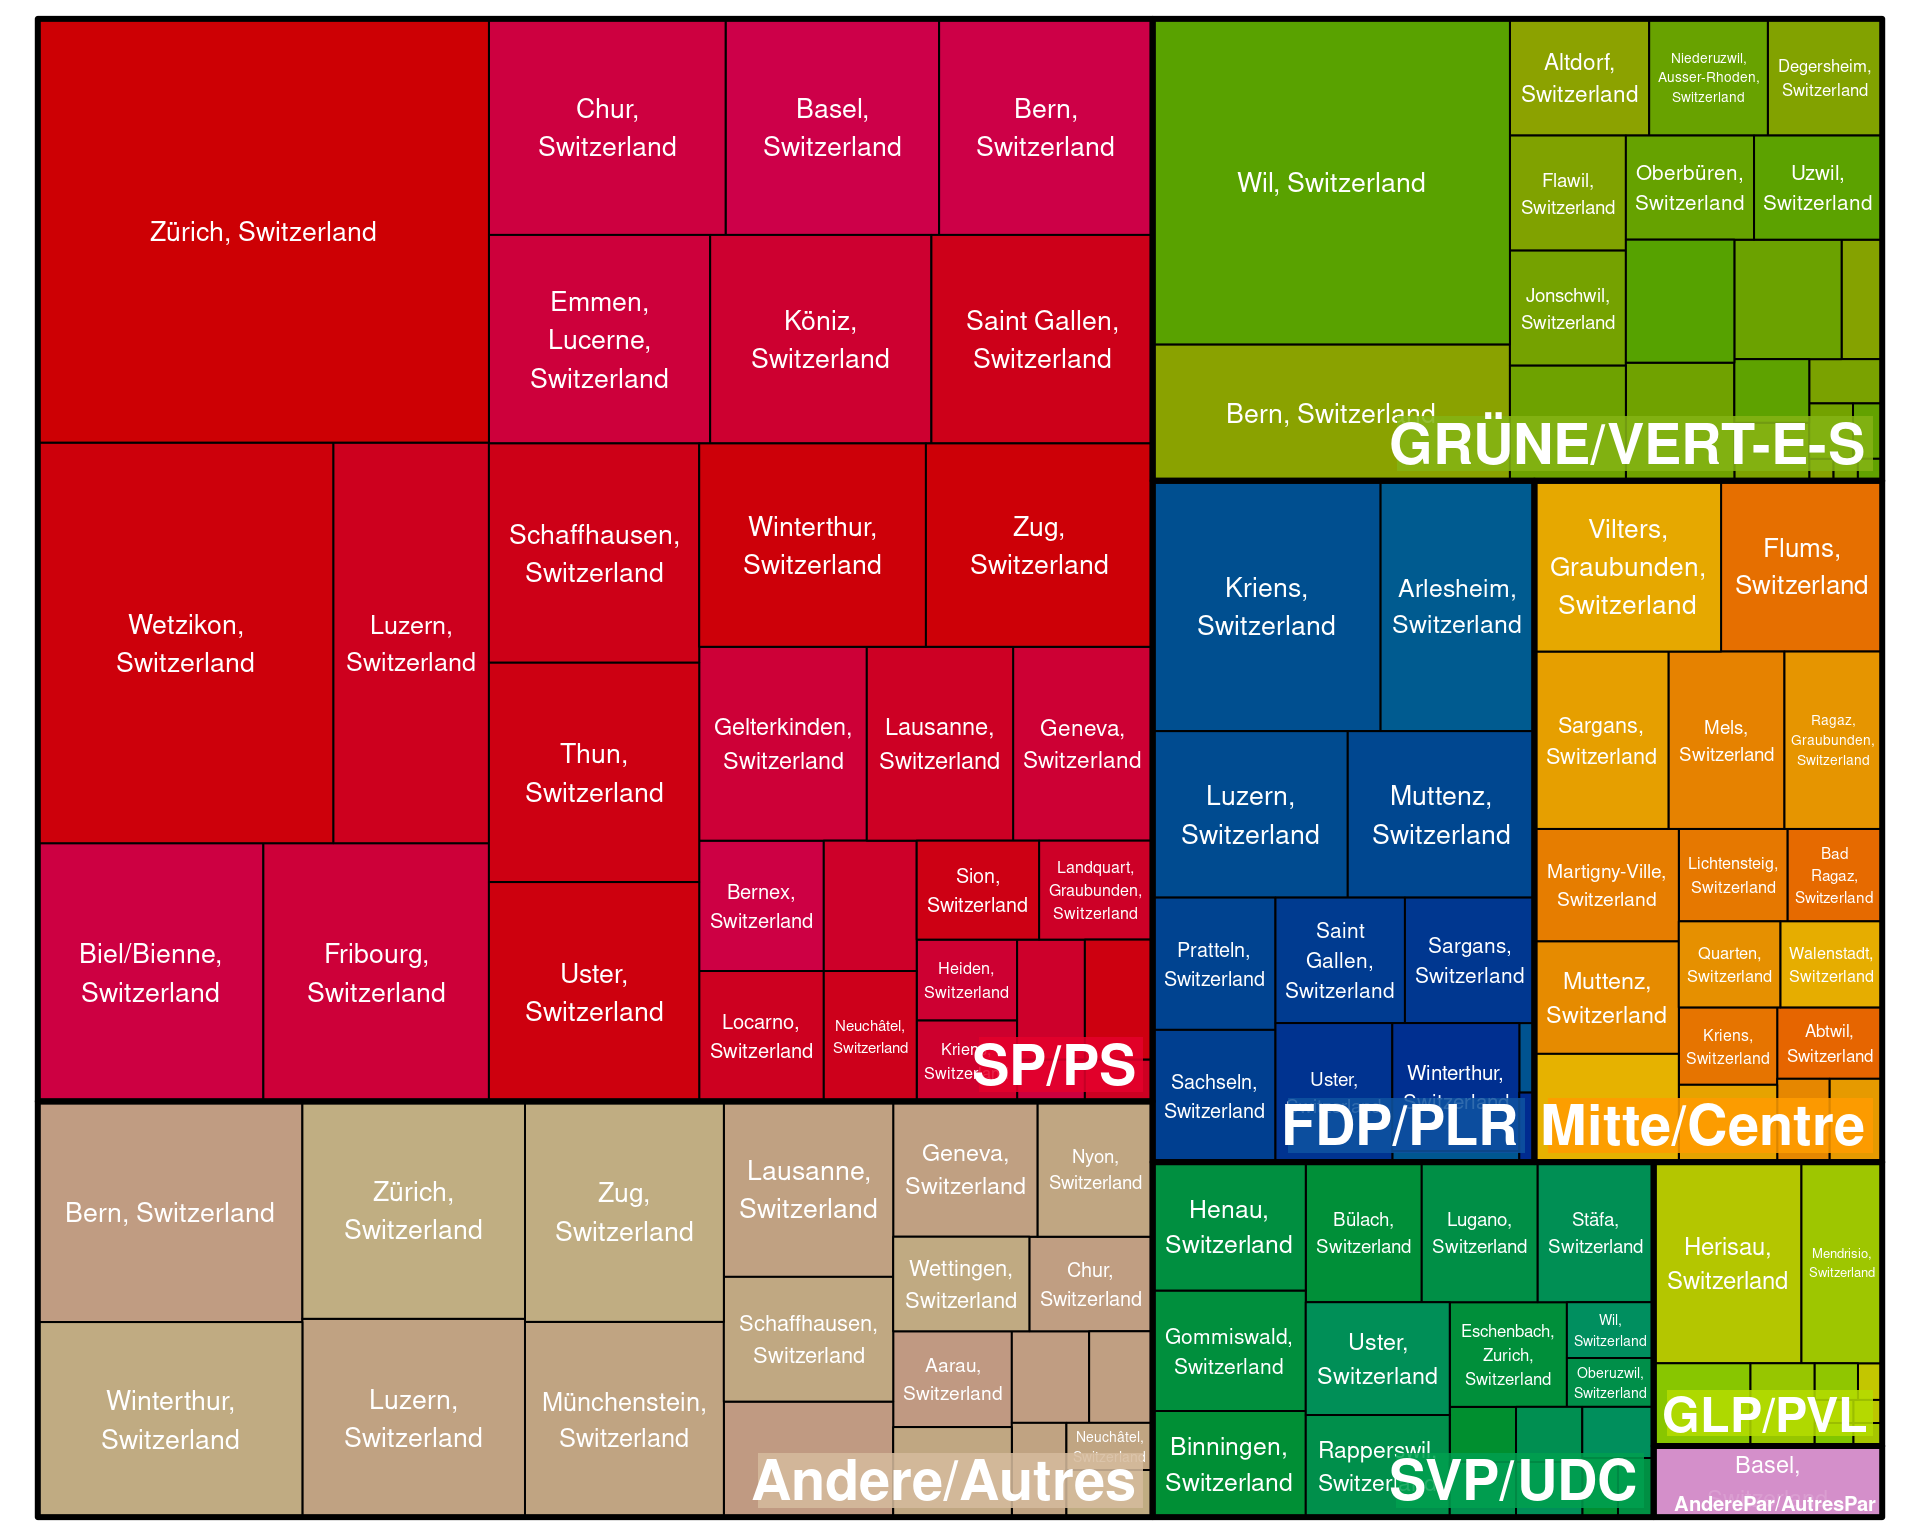 Zürich, Switzerland
Chur,
Switzerland
Basel,
Switzerland
Bern,
Switzerland
Emmen,
Lucerne,
Switzerland
Köniz,
Switzerland
Saint Gallen,
Switzerland
Wetzikon,
Switzerland
Luzern,
Switzerland
Schaffhausen,
Switzerland
Winterthur,
Switzerland
Zug,
Switzerland
Thun,
Switzerland
Gelterkinden,
Switzerland
Lausanne,
Switzerland
Geneva,
Switzerland
Biel/Bienne,
Switzerland
Fribourg,
Switzerland
Uster,
Switzerland
Bernex,
Switzerland
Sion,
Switzerland
Landquart,
Graubunden,
Switzerland
Locarno,
Switzerland
Neuchâtel,
Switzerland
Heiden,
Switzerland
Kriens,
Switzerland
SP/PS
Wil, Switzerland
Altdorf,
Switzerland
Niederuzwil,
Ausser-Rhoden,
Switzerland
Degersheim,
Switzerland
Flawil,
Switzerland
Oberbüren,
Switzerland
Uzwil,
Switzerland
Jonschwil,
Switzerland
Bern, Switzerland
GRÜNE/VERT-E-S
Kriens,
Switzerland
Arlesheim,
Switzerland
Luzern,
Switzerland
Muttenz,
Switzerland
Pratteln,
Switzerland
Saint
Gallen,
Switzerland
Sargans,
Switzerland
Sachseln,
Switzerland
Uster,
Switzerland
Winterthur,
Switzerland
FDP/PLR
Vilters,
Graubunden,
Switzerland
Flums,
Switzerland
Sargans,
Switzerland
Mels,
Switzerland
Ragaz,
Graubunden,
Switzerland
Martigny-Ville,
Switzerland
Lichtensteig,
Switzerland
Bad
Ragaz,
Switzerland
Muttenz,
Switzerland
Quarten,
Switzerland
Walenstadt,
Switzerland
Kriens,
Switzerland
Abtwil,
Switzerland
Mitte/Centre
Bern, Switzerland
Zürich,
Switzerland
Zug,
Switzerland
Lausanne,
Switzerland
Geneva,
Switzerland
Nyon,
Switzerland
Wettingen,
Switzerland
Chur,
Switzerland
Winterthur,
Switzerland
Luzern,
Switzerland
Münchenstein,
Switzerland
Schaffhausen,
Switzerland
Aarau,
Switzerland
Neuchâtel,
Switzerland
Andere/Autres
Henau,
Switzerland
Bülach,
Switzerland
Lugano,
Switzerland
Stäfa,
Switzerland
Gommiswald,
Switzerland
Uster,
Switzerland
Eschenbach,
Zurich,
Switzerland
Wil,
Switzerland
Oberuzwil,
Switzerland
Binningen,
Switzerland
Rapperswil,
Switzerland
SVP/UDC
Herisau,
Switzerland
Mendrisio,
Switzerland
GLP/PVL
Basel,
Switzerland
AnderePar/AutresPar